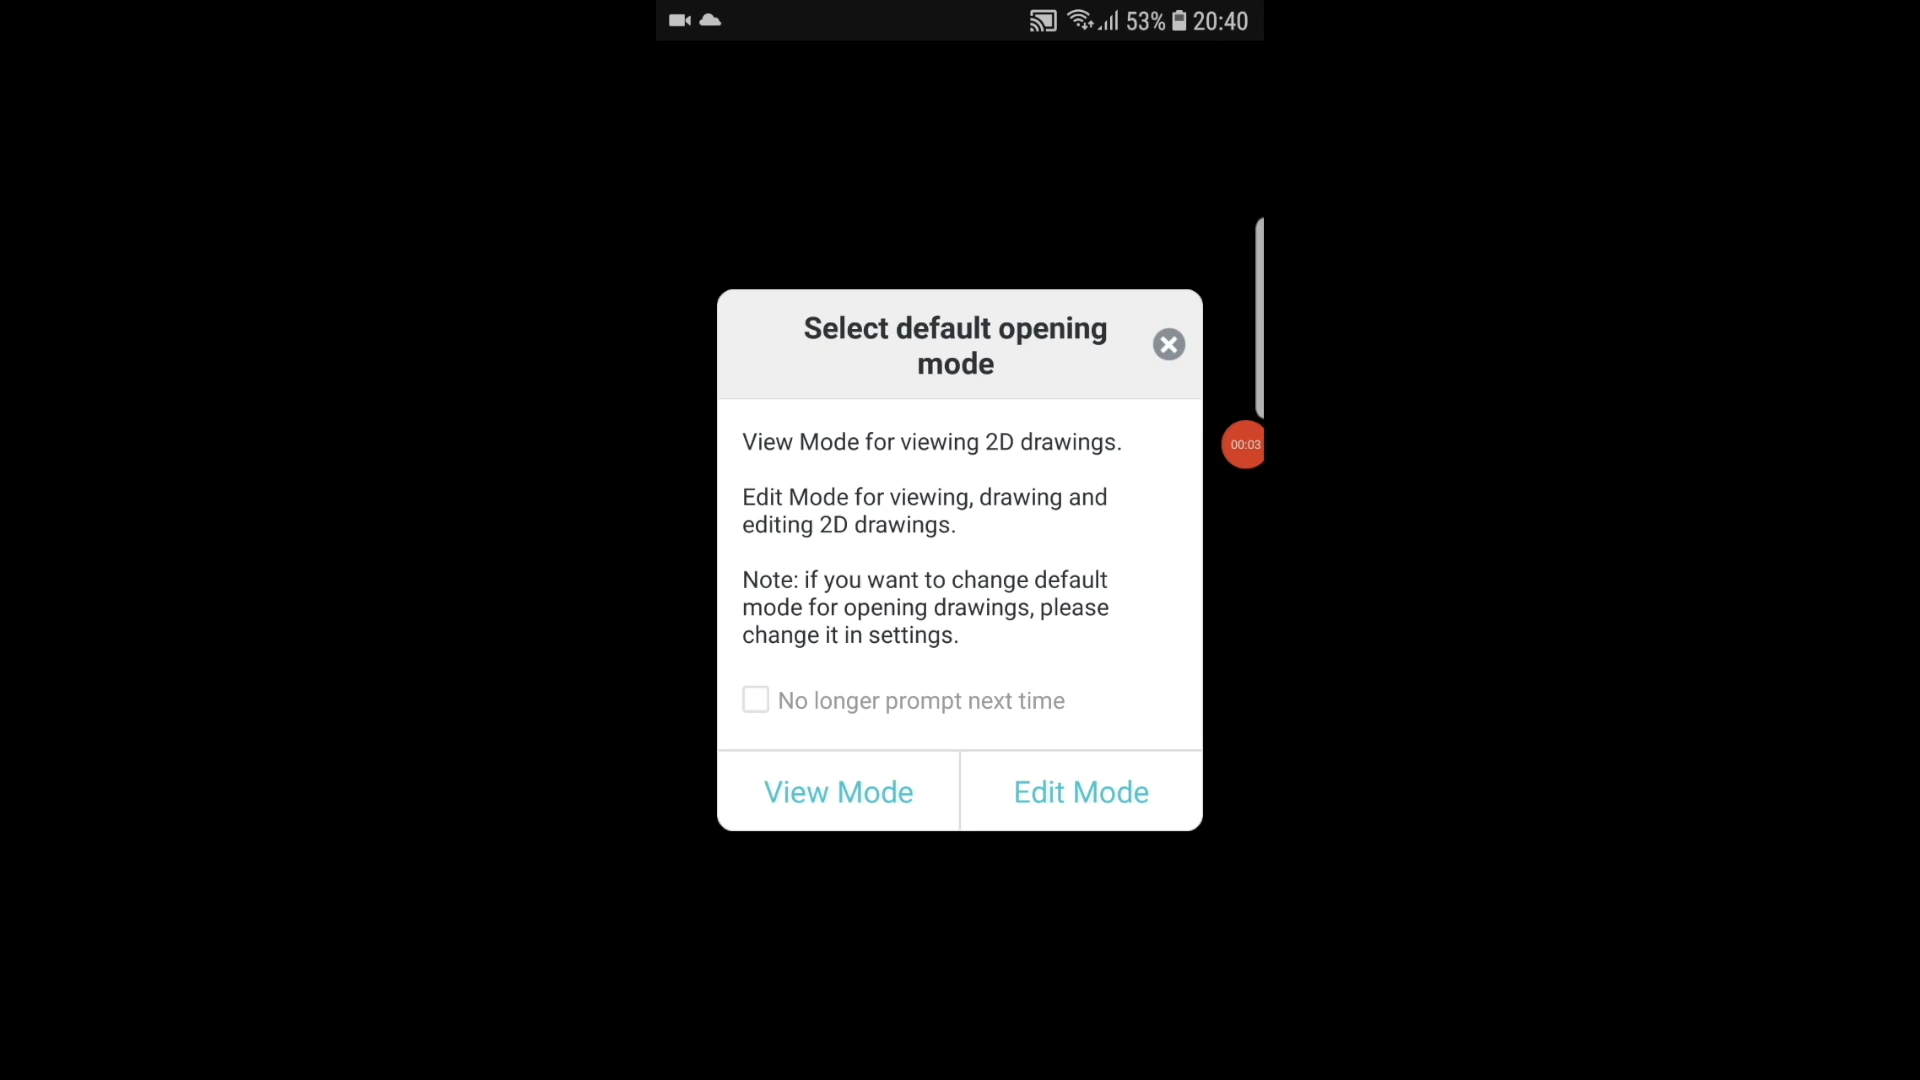 53% 20:40
Select default opening
mode
View Mode for viewing 2D drawings.
00:03
Edit Mode for viewing, drawing and
editing 2D drawings.
Note: if you want to change default
mode for opening drawings, please
change it in settings.
No longer prompt next time
View Mode Edit Mode